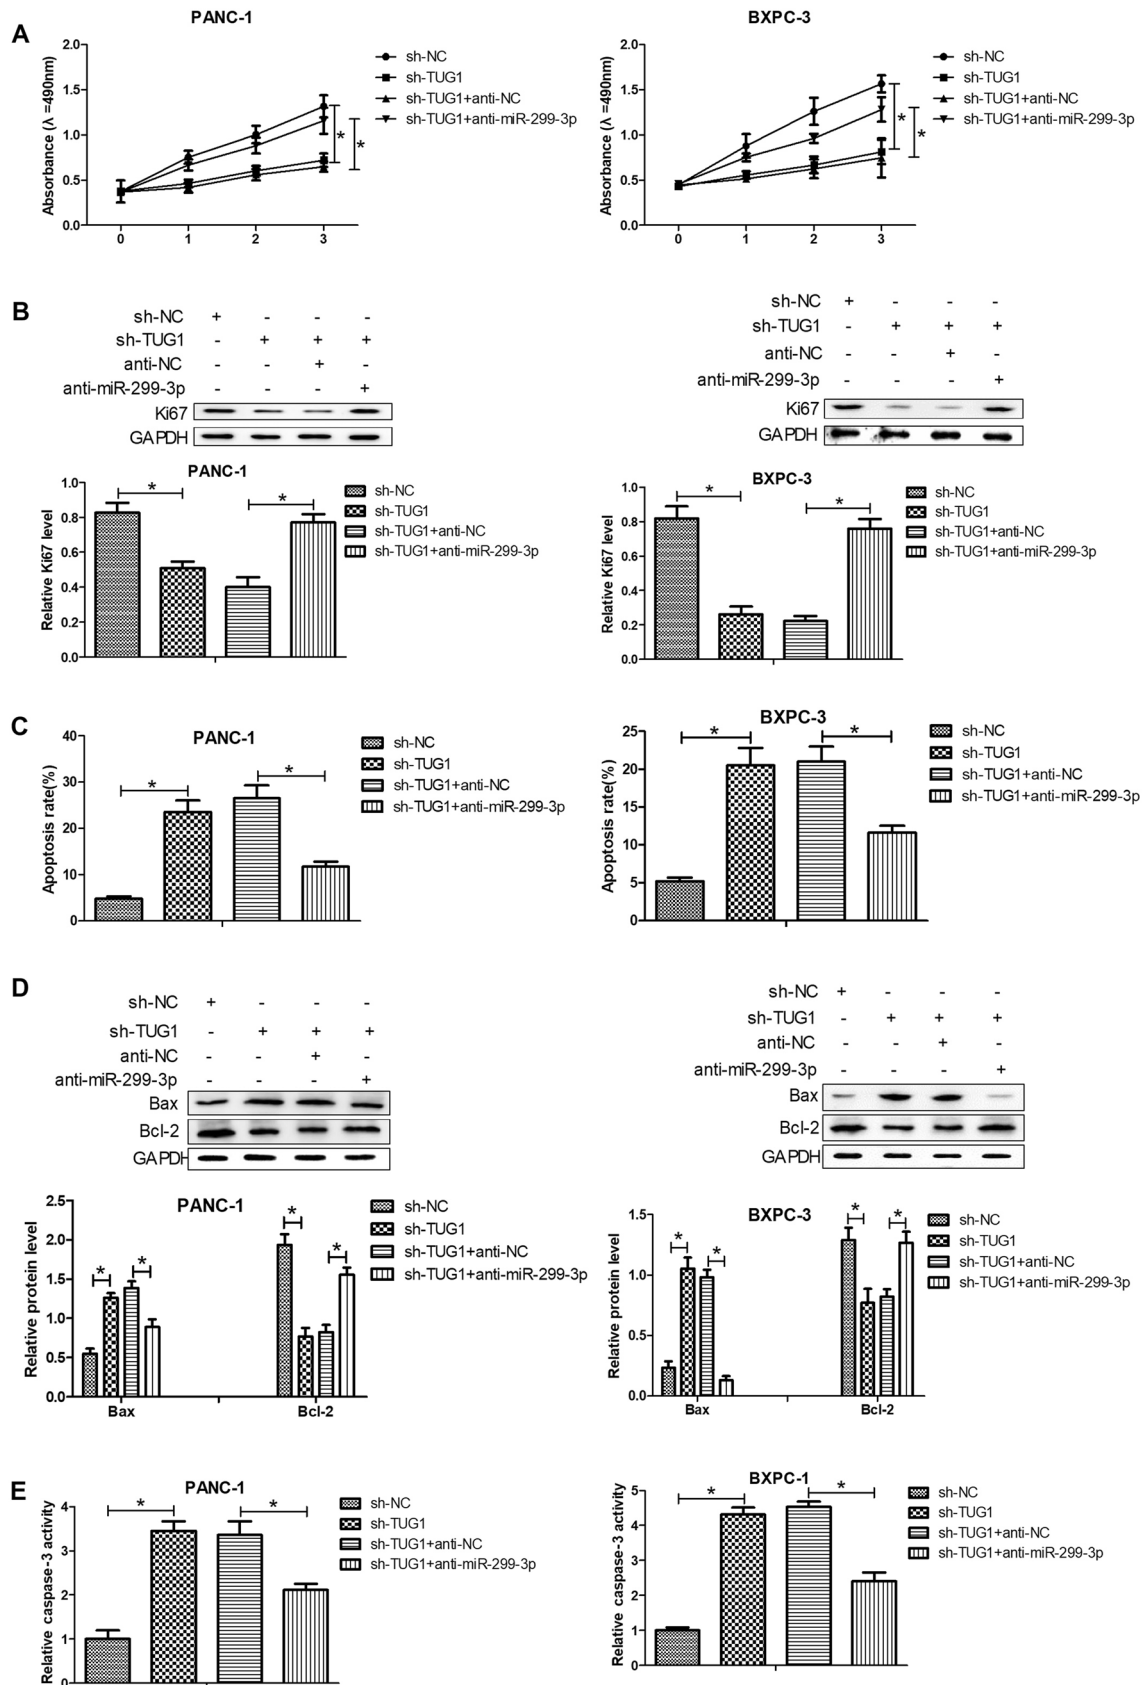 A
PANC-1
Absorbance (λ =490nm)
2.0
1.5
1.0
0.5
0.0
0 1 2 3
sh-NC
sh-TUG1
sh-TUG1+anti-NC
sh-TUG1+anti-miR-299-3p
* *
BXPC-3
Absorbance (λ =490nm)
2.0
1.5
1.0
0.5
0.0
0 1 2 3
sh-NC
sh-TUG1
sh-TUG1+anti-NC
sh-TUG1+anti-miR-299-3p
* *
B
sh-NC + - - -
sh-TUG1 - + + +
anti-NC - - + -
anti-miR-299-3p - - - +
Ki67
GAPDH
PANC-1
Relative Ki67 level
1.0
0.8
0.6
0.4
0.2
0.0
* *
sh-NC
sh-TUG1
sh-TUG1+anti-NC
sh-TUG1+anti-miR-299-3p
sh-NC + - - -
sh-TUG1 - + + +
anti-NC - - + -
anti-miR-299-3p - - - +
Ki67
GAPDH
BXPC-3
Relative Ki67 level
1.0
0.8
0.6
0.4
0.2
0.0
* *
sh-NC
sh-TUG1
sh-TUG1+anti-NC
sh-TUG1+anti-miR-299-3p
C
PANC-1
Apoptosis rate(%)
40
30
20
10
0
* *
sh-NC
sh-TUG1
sh-TUG1+anti-NC
sh-TUG1+anti-miR-299-3p
BXPC-3
Apoptosis rate(%)
25
20
15
10
5
0
* *
sh-NC
sh-TUG1
sh-TUG1+anti-NC
sh-TUG1+anti-miR-299-3p
D
sh-NC + - - -
sh-TUG1 - + + +
anti-NC - - + -
anti-miR-299-3p - - - +
Bax
Bcl-2
GAPDH
PANC-1
Relative protein level
2.5
2.0
1.5
1.0
0.5
0.0
* * * *
Bax Bcl-2
sh-NC
sh-TUG1
sh-TUG1+anti-NC
sh-TUG1+anti-miR-299-3p
sh-NC + - - -
sh-TUG1 - + + +
anti-NC - - + -
anti-miR-299-3p - - - +
Bax
Bcl-2
GAPDH
BXPC-3
Relative protein level
1.5
1.0
0.5
0.0
* * * *
Bax Bcl-2
sh-NC
sh-TUG1
sh-TUG1+anti-NC
sh-TUG1+anti-miR-299-3p
E
PANC-1
Relative caspase-3 activity
4
3
2
1
0
* *
sh-NC
sh-TUG1
sh-TUG1+anti-NC
sh-TUG1+anti-miR-299-3p
BXPC-1
Relative caspase-3 activity
5
4
3
2
1
0
* *
sh-NC
sh-TUG1
sh-TUG1+anti-NC
sh-TUG1+anti-miR-299-3p